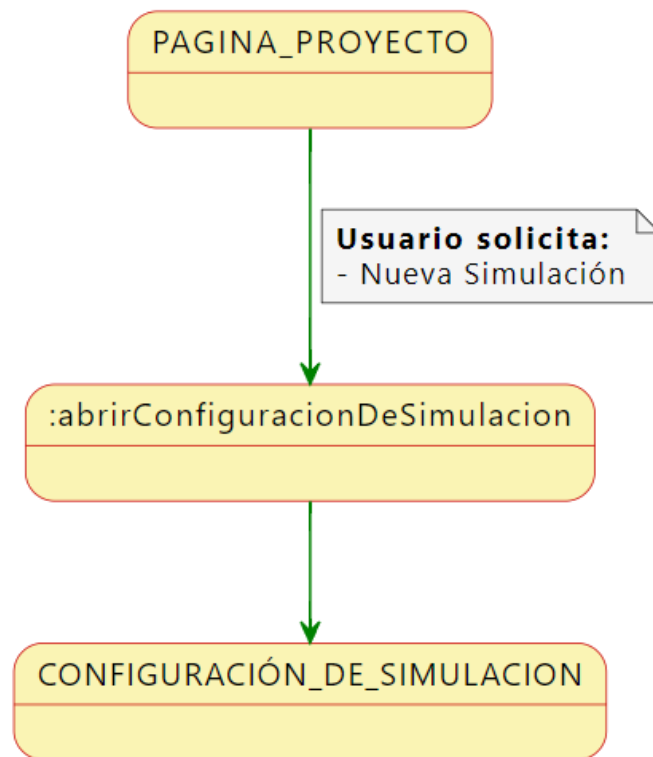 PAGINA_PROYECTO
Usuario solicita:
- Nueva Simulación
:abrirConfiguracionDeSimulacion
CONFIGURACIÓN_DE_SIMULACION